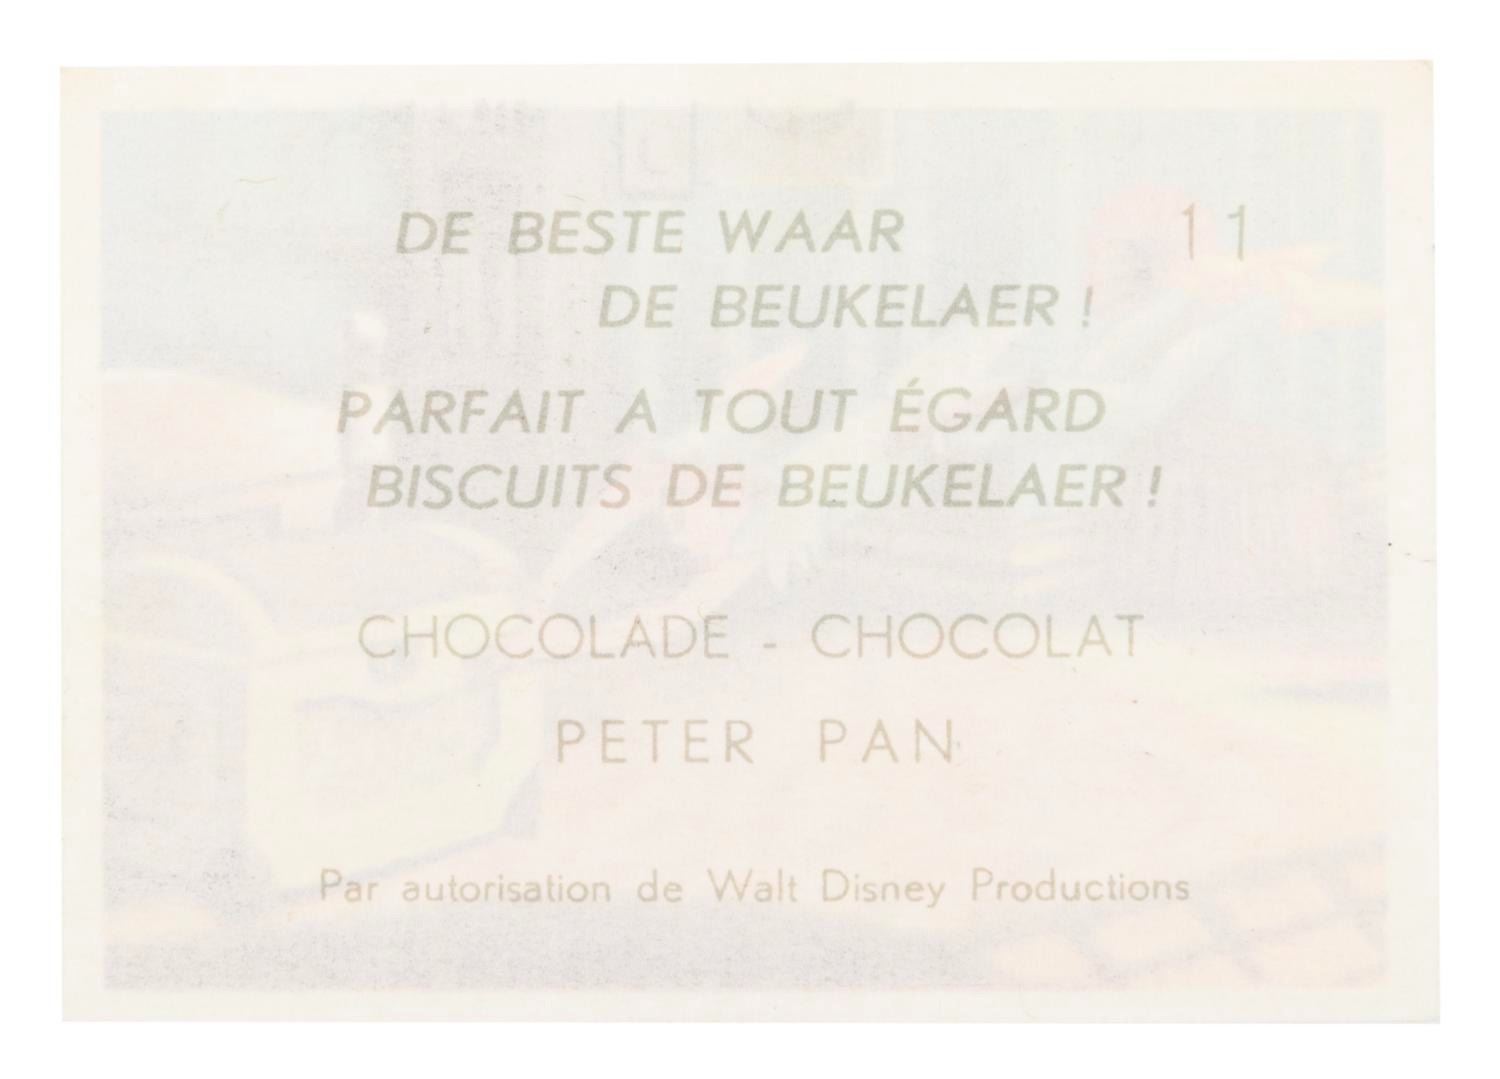 DE BESTE WAAR 11
DE BEUKELAER !
PARFAIT A TOUT ÉGARD
BISCUITS DE BEUKELAER !
CHOCOLADE - CHOCOLAT
PETER PAN
Par autorisation de Walt Disney Productions